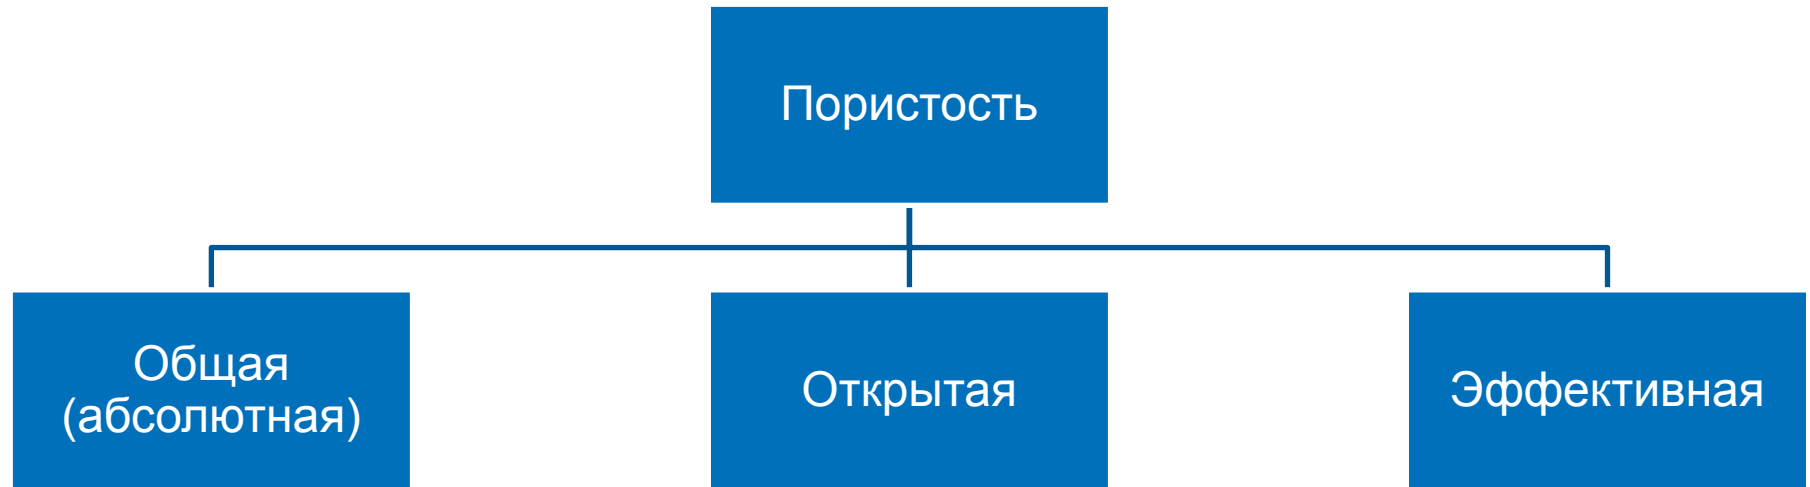 Пористость
Общая
(абсолютная)
Открытая
Эффективная